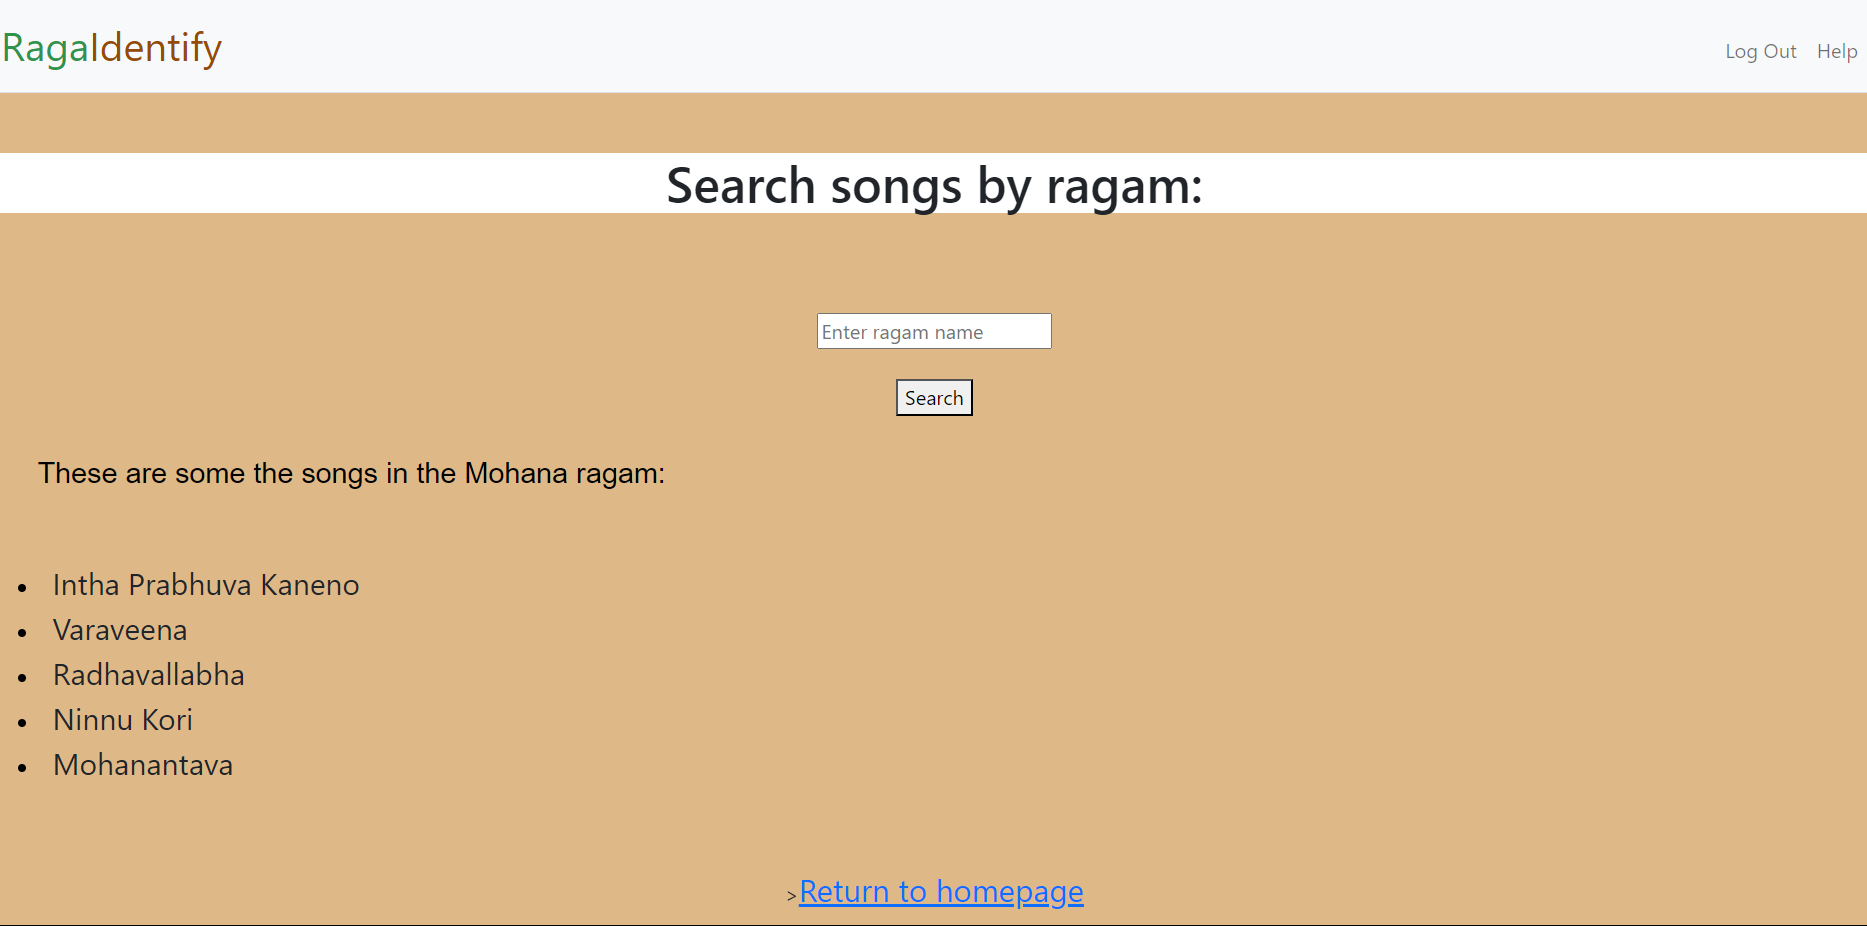 RagaIdentify
Log Out Help
Search songs by ragam:
Enter ragam name
Search
These are some the songs in the Mohana ragam:
• Intha Prabhuva Kaneno
• Varaveena
• Radhavallabha
• Ninnu Kori
• Mohanantava
>Return to homepage